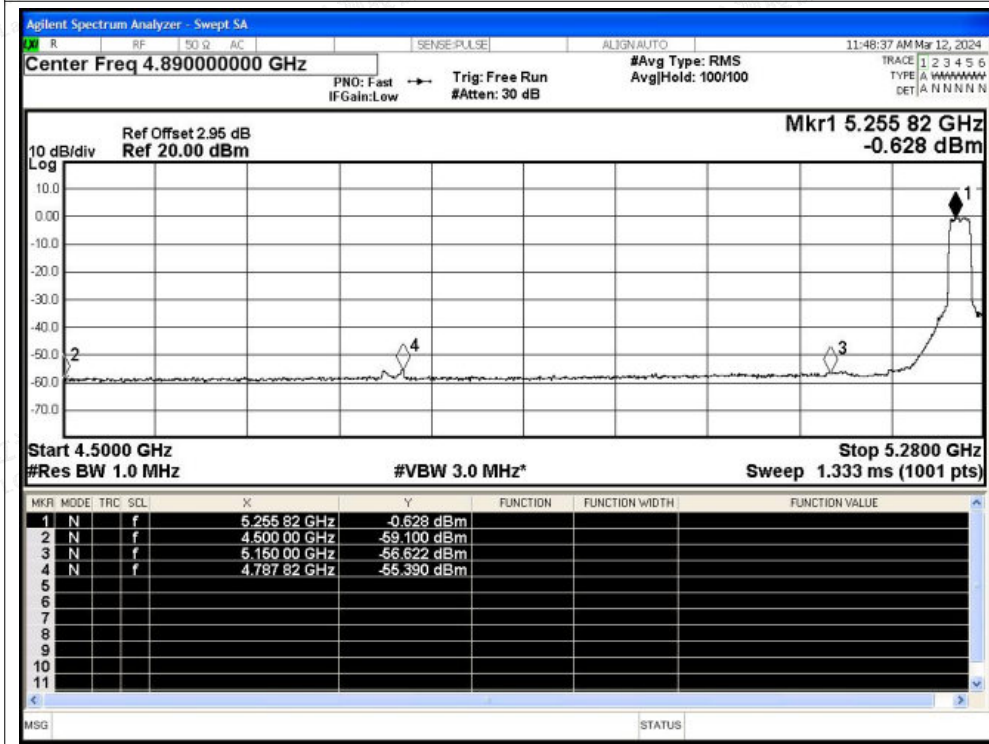 Agilent Spectrum Analyzer - Swept SA
LXI R RF 50 Ω AC SENSE:PULSE ALIGN AUTO 11:48:37 AM Mar 12, 2024
Center Freq 4.890000000 GHz #Avg Type: RMS TRACE 1 2 3 4 5 6
PNO: Fast Trig: Free Run Avg|Hold: 100/100 TYPE A WWWWW
IFGain:Low #Atten: 30 dB DET A N N N N N
Mkr1 5.255 82 GHz
Ref Offset 2.95 dB -0.628 dBm
10 dB/div Ref 20.00 dBm
Log
1
10.0
0.00
-10.0
-20.0
-30.0
-40.0
4 3
-50.0 2
-60.0
-70.0
Start 4.5000 GHz Stop 5.2800 GHz
#Res BW 1.0 MHz #VBW 3.0 MHz* Sweep 1.333 ms (1001 pts)
MKR MODE TRC SCL X Y FUNCTION FUNCTION WIDTH FUNCTION VALUE
1 N f 5.255 82 GHz -0.628 dBm
2 N f 4.500 00 GHz -59.100 dBm
3 N f 5.150 00 GHz -56.622 dBm
4 N f 4.787 82 GHz -55.390 dBm
5
6
7
8
9
10
11
MSG STATUS